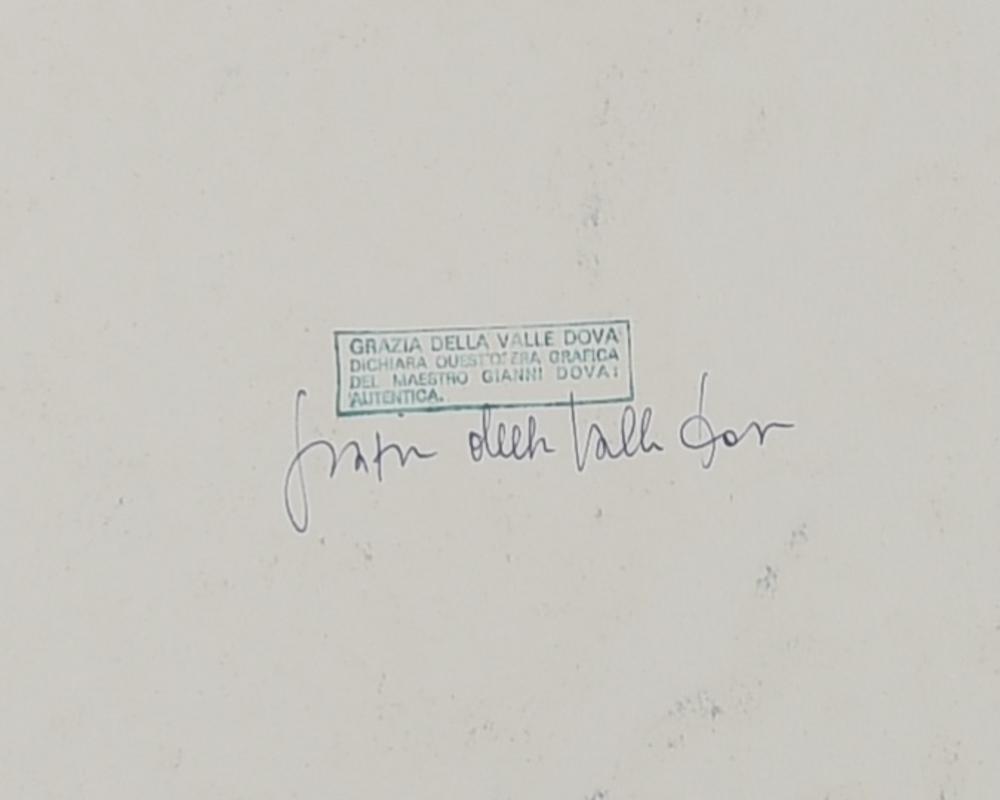 GRAZIA DELLA VALLE DOVA
DICHIARA QUEST'OPERA GRAFICA
DEL MAESTRO GIANNI DOVA:
AUTENTICA.
Grazia della Valle Dova